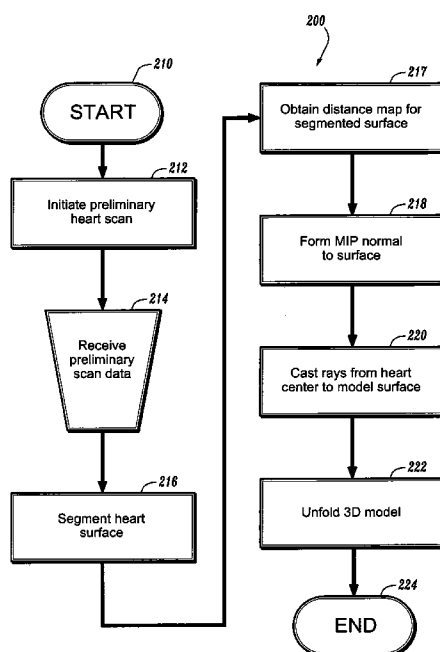 200
210
START
212
Initiate preliminary
heart scan
214
Receive
preliminary
scan data
216
Segment heart
surface
217
Obtain distance map for
segmented surface
218
Form MIP normal
to surface
220
Cast rays from heart
center to model surface
222
Unfold 3D model
224
END